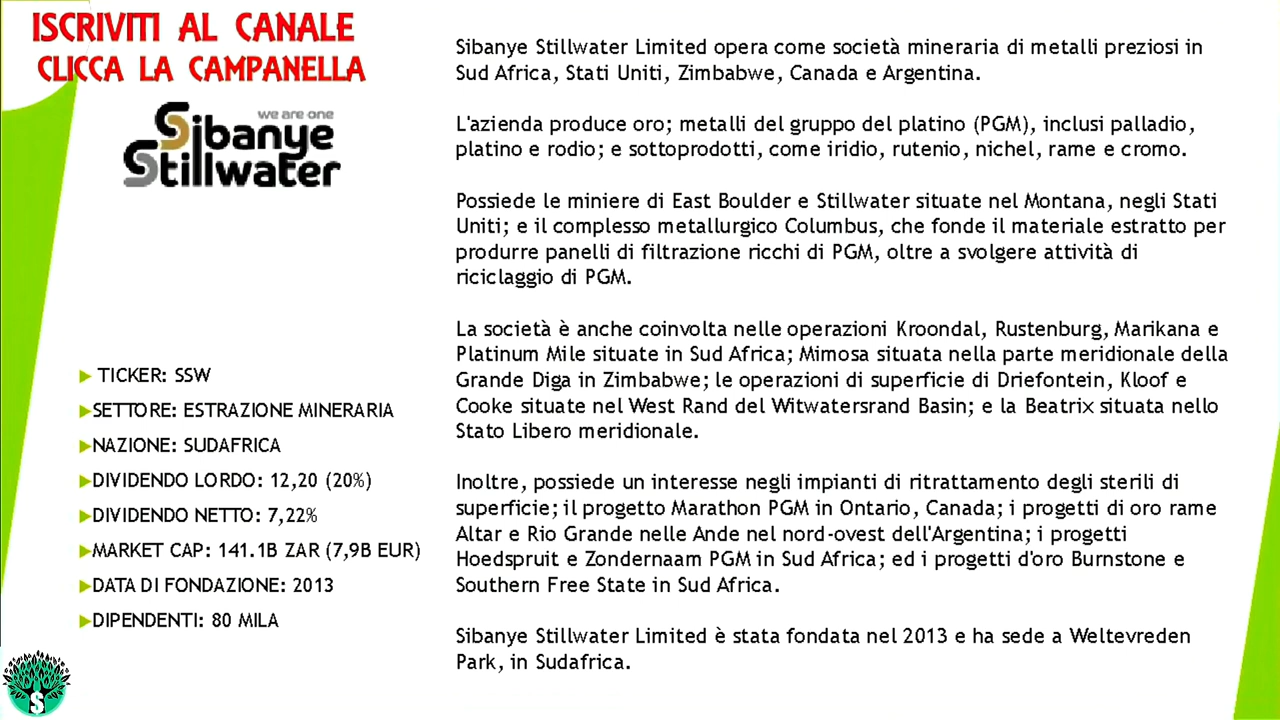 ISCRIVITI AL CANALE
CLICCA LA CAMPANELLA
we are one
Sibanye
Stillwater
TICKER: SSW
SETTORE: ESTRAZIONE MINERARIA
NAZIONE: SUDAFRICA
DIVIDENDO LORDO: 12,20 (20%)
DIVIDENDO NETTO: 7,22%
MARKET CAP: 141.1B ZAR (7,9B EUR)
DATA DI FONDAZIONE: 2013
DIPENDENTI: 80 MILA
Sibanye Stillwater Limited opera come società mineraria di metalli preziosi in
Sud Africa, Stati Uniti, Zimbabwe, Canada e Argentina.
L'azienda produce oro; metalli del gruppo del platino (PGM), inclusi palladio,
platino e rodio; e sottoprodotti, come iridio, rutenio, nichel, rame e cromo.
Possiede le miniere di East Boulder e Stillwater situate nel Montana, negli Stati
Uniti; e il complesso metallurgico Columbus, che fonde il materiale estratto per
produrre panelli di filtrazione ricchi di PGM, oltre a svolgere attività di
riciclaggio di PGM.
La società è anche coinvolta nelle operazioni Kroondal, Rustenburg, Marikana e
Platinum Mile situate in Sud Africa; Mimosa situata nella parte meridionale della
Grande Diga in Zimbabwe; le operazioni di superficie di Driefontein, Kloof e
Cooke situate nel West Rand del Witwatersrand Basin; e la Beatrix situata nello
Stato Libero meridionale.
Inoltre, possiede un interesse negli impianti di ritrattamento degli sterili di
superficie; il progetto Marathon PGM in Ontario, Canada; i progetti di oro rame
Altar e Rio Grande nelle Ande nel nord-ovest dell'Argentina; i progetti
Hoedspruit e Zondernaam PGM in Sud Africa; ed i progetti d'oro Burnstone e
Southern Free State in Sud Africa.
Sibanye Stillwater Limited è stata fondata nel 2013 e ha sede a Weltevreden
Park, in Sudafrica.
$